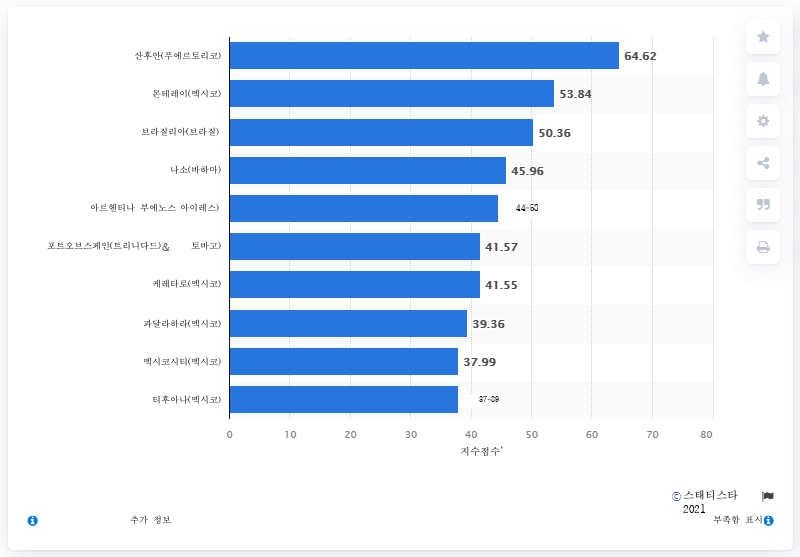 산후안(푸에르토리코)
64.62
몬테레이(멕시코)
53.84
브라질리아(브라질)
50.36
나소(바하마)
45.96
아르헨티나 부에노스 아이레스)
44-58
포트오브스페인(트리니다드)& 토바고)
41.57
케레타로(멕시코)
41.55
과달라하라(멕시코)
39.36
멕시코시티(멕시코)
37.99
티후아나(멕시코)
37-89
0 10 20 30 40 50 60 70 80
지수점수*
© 스태티스타
2021
추가 정보
부족함 표시